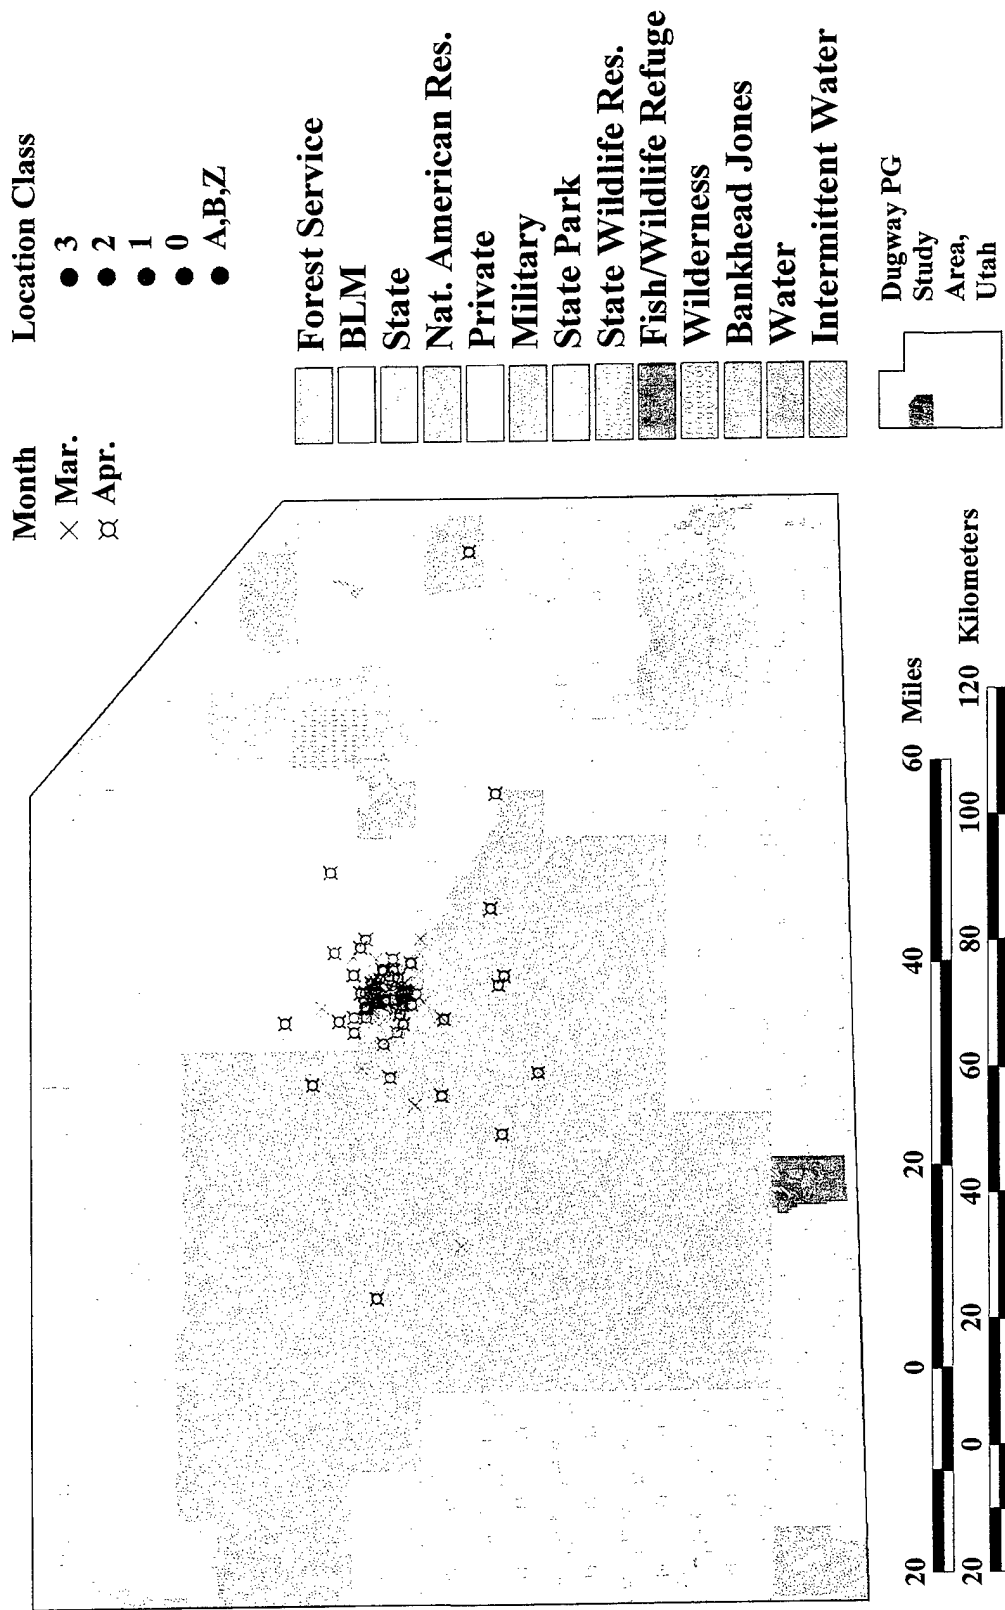 Month
× Mar.
¤ Apr.
Location Class
● 3
● 2
● 1
● 0
● A,B,Z
Forest Service
BLM
State
Nat. American Res.
Private
Military
State Park
State Wildlife Res.
Fish/Wildlife Refuge
Wilderness
Bankhead Jones
Water
Intermittent Water
Dugway PG
Study
Area,
Utah
20 0 20 40 60 Miles
20 0 20 40 60 80 100 120 Kilometers